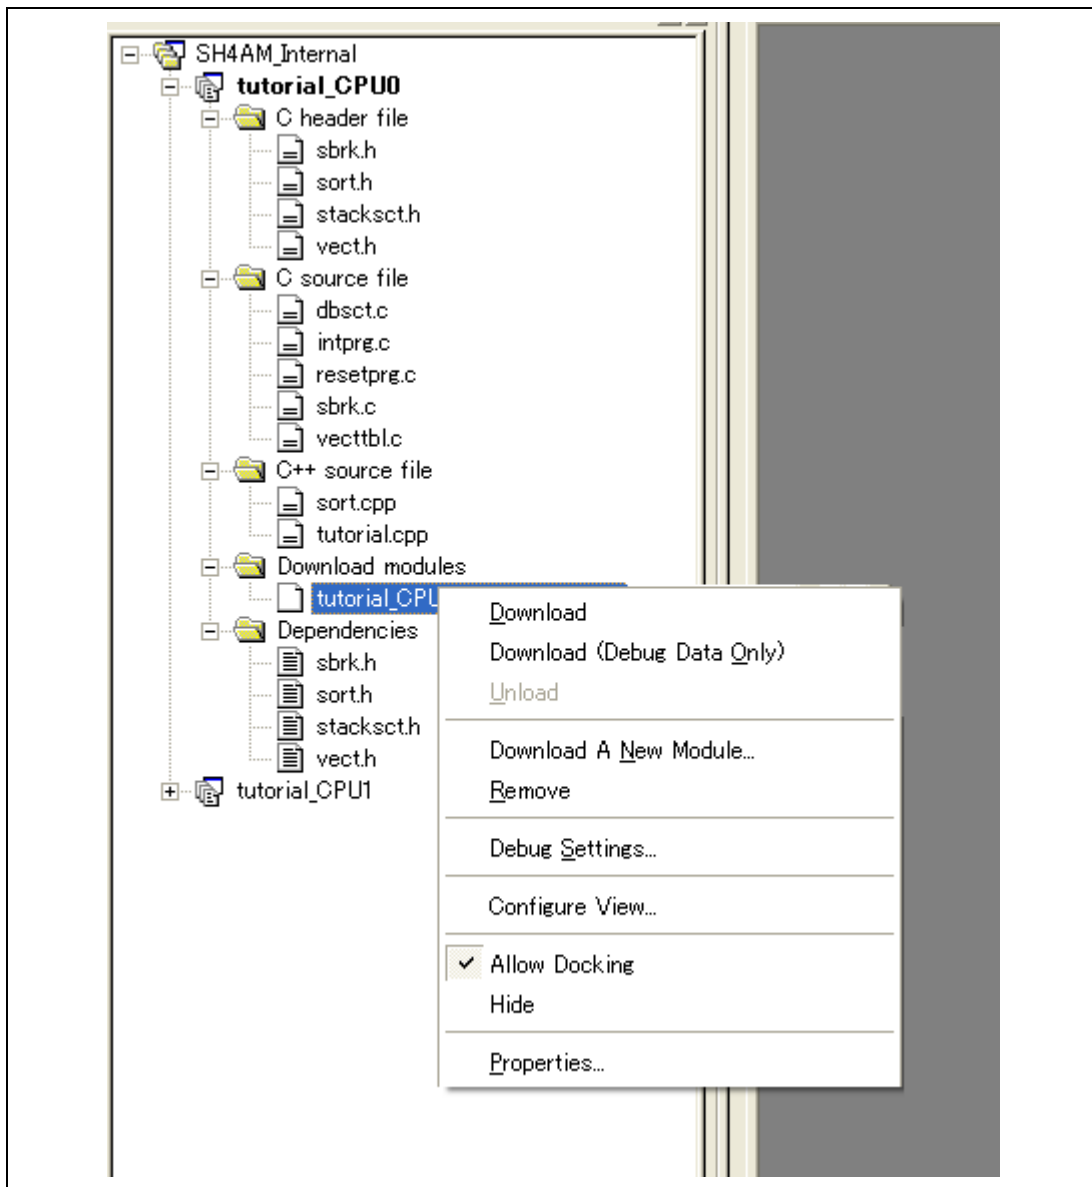 SH4AM_Internal
tutorial_CPU0
C header file
sbrk.h
sort.h
stacksct.h
vect.h
C source file
dbsct.c
intprg.c
resetprg.c
sbrk.c
vecttbl.c
C++ source file
sort.cpp
tutorial.cpp
Download modules
tutorial_CPU
Dependencies
sbrk.h
sort.h
stacksct.h
vect.h
tutorial_CPU1
Download
Download (Debug Data Only)
Unload
Download A New Module...
Remove
Debug Settings...
Configure View...
Allow Docking
Hide
Properties...